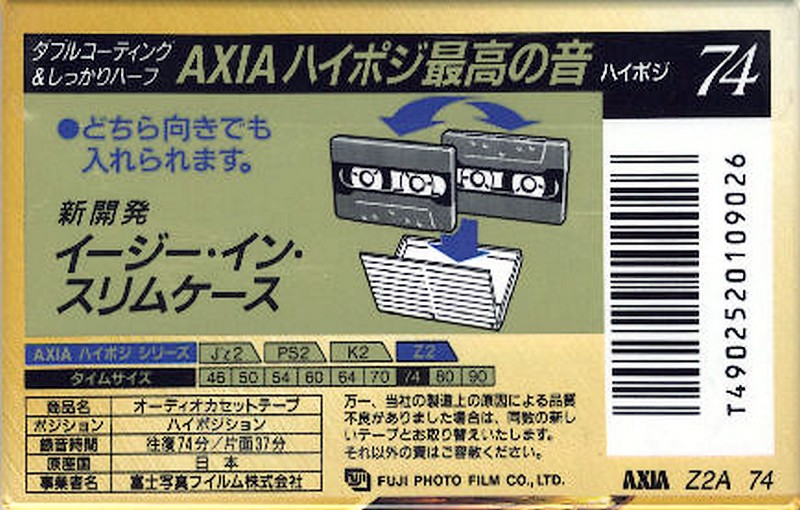 ダブルコーティング
&しっかりハーフ
AXIA ハイポジ最高の音 ハイポジ 74
●どちら向きでも
入れられます。
新開発
イージー・イン・
スリムケース
T4902520109026
AXIA ハイポジ シリーズ Jz2 PS2 K2 Z2
タイムサイズ 46 50 54 60 64 70 74 80 90
商品名 オーディオカセットテープ
ポジション ハイポジション
録音時間 往復74分/片面37分
原産国 日本
事業者名 富士写真フイルム株式会社
万一、当社の製造上の原因による品質
不良がありました場合は、同数の新し
いテープとお取り替えいたします。
それ以外の責はご容赦ください。
FUJI FUJI PHOTO FILM CO., LTD.
AXIA Z2A 74